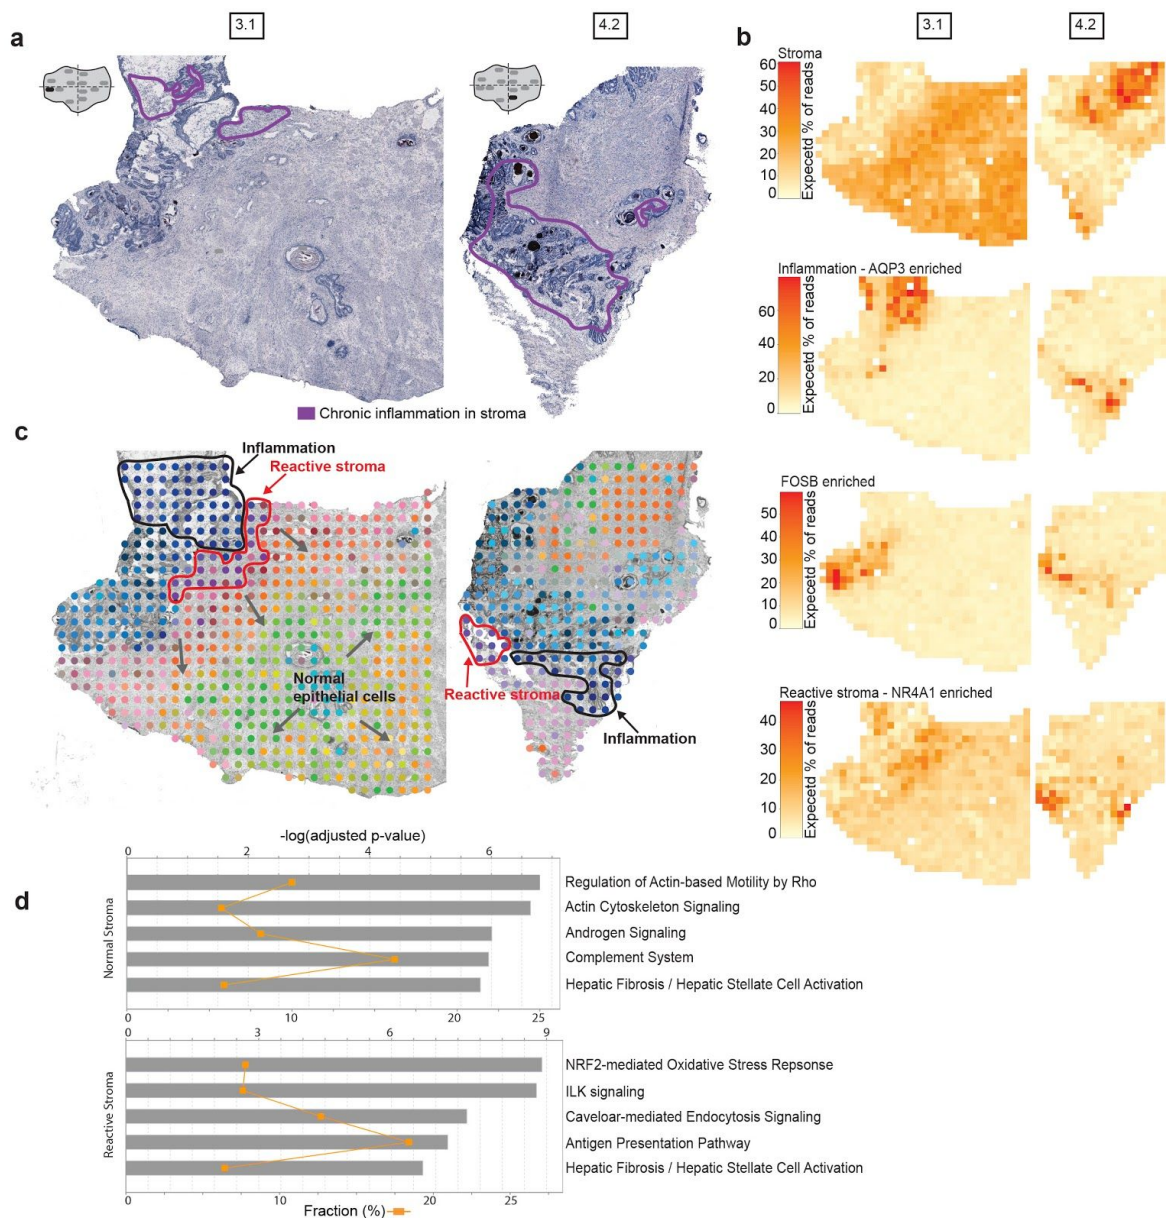 a
3.1
4.2
Chronic inflammation in stroma
b
3.1
4.2
Stroma
60
50
40
30
20
10
0
Expecetd % of reads
Inflammation - AQP3 enriched
60
40
20
0
Expecetd % of reads
FOSB enriched
50
40
30
20
10
0
Expecetd % of reads
Reactive stroma - NR4A1 enriched
40
30
20
10
0
Expecetd % of reads
c
Inflammation
Reactive stroma
Normal
epithelial cells
Reactive stroma
Inflammation
d
-log(adjusted p-value)
0 2 4 6
Normal Stroma
Regulation of Actin-based Motility by Rho
Actin Cytoskeleton Signaling
Androgen Signaling
Complement System
Hepatic Fibrosis / Hepatic Stellate Cell Activation
0 10 20 25
0 3 6 9
Reactive Stroma
NRF2-mediated Oxidative Stress Repsonse
ILK signaling
Caveloar-mediated Endocytosis Signaling
Antigen Presentation Pathway
Hepatic Fibrosis / Hepatic Stellate Cell Activation
0 10 20 25
Fraction (%)